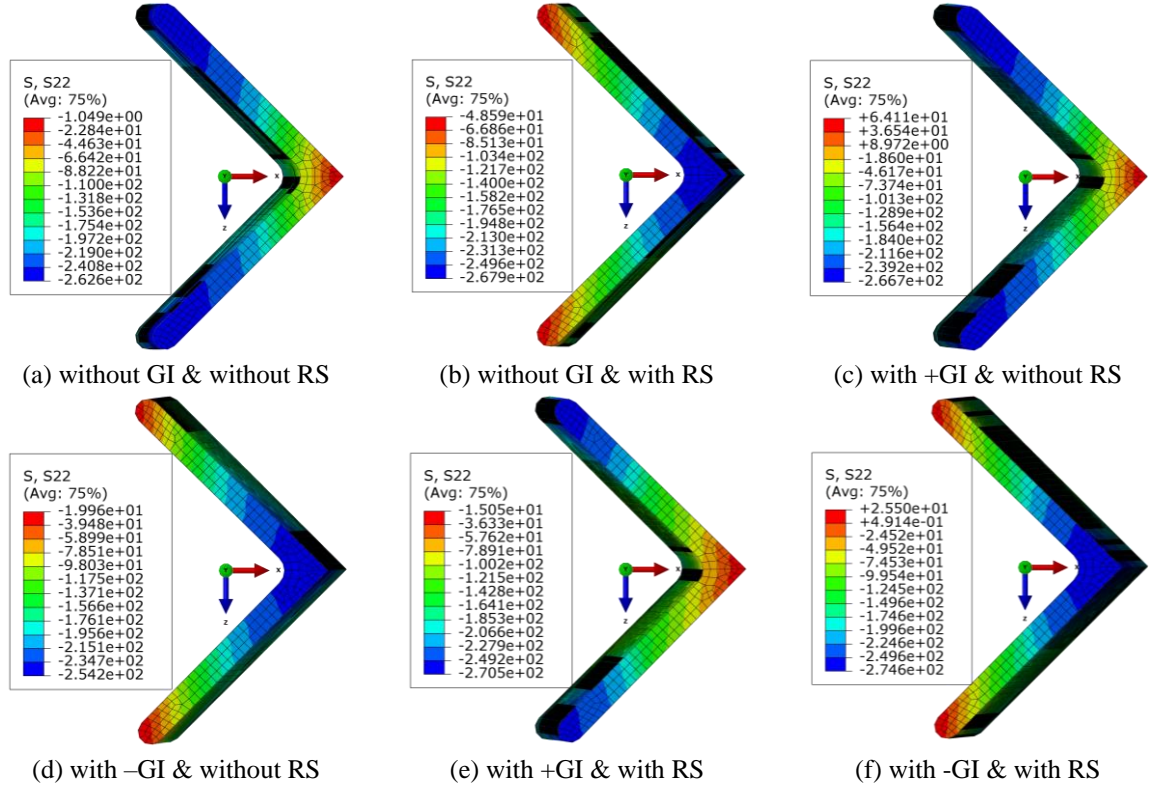 S, S22
(Avg: 75%)
-1.049e+00
-2.284e+01
-4.463e+01
-6.642e+01
-8.822e+01
-1.100e+02
-1.318e+02
-1.536e+02
-1.754e+02
-1.972e+02
-2.190e+02
-2.408e+02
-2.626e+02
Y
X
Z
(a) without GI & without RS
S, S22
(Avg: 75%)
-4.859e+01
-6.686e+01
-8.513e+01
-1.034e+02
-1.217e+02
-1.400e+02
-1.582e+02
-1.765e+02
-1.948e+02
-2.130e+02
-2.313e+02
-2.496e+02
-2.679e+02
Y
X
Z
(b) without GI & with RS
S, S22
(Avg: 75%)
+6.411e+01
+3.654e+01
+8.972e+00
-1.860e+01
-4.617e+01
-7.374e+01
-1.013e+02
-1.289e+02
-1.564e+02
-1.840e+02
-2.116e+02
-2.392e+02
-2.667e+02
Y
X
Z
(c) with +GI & without RS
S, S22
(Avg: 75%)
-1.996e+01
-3.948e+01
-5.899e+01
-7.851e+01
-9.803e+01
-1.175e+02
-1.371e+02
-1.566e+02
-1.761e+02
-1.956e+02
-2.151e+02
-2.347e+02
-2.542e+02
Y
X
Z
(d) with –GI & without RS
S, S22
(Avg: 75%)
-1.505e+01
-3.633e+01
-5.762e+01
-7.891e+01
-1.002e+02
-1.215e+02
-1.428e+02
-1.641e+02
-1.853e+02
-2.066e+02
-2.279e+02
-2.492e+02
-2.705e+02
Y
X
Z
(e) with +GI & with RS
S, S22
(Avg: 75%)
+2.550e+01
+4.914e-01
-2.452e+01
-4.952e+01
-7.453e+01
-9.954e+01
-1.245e+02
-1.496e+02
-1.746e+02
-1.996e+02
-2.246e+02
-2.496e+02
-2.746e+02
Y
X
Z
(f) with -GI & with RS